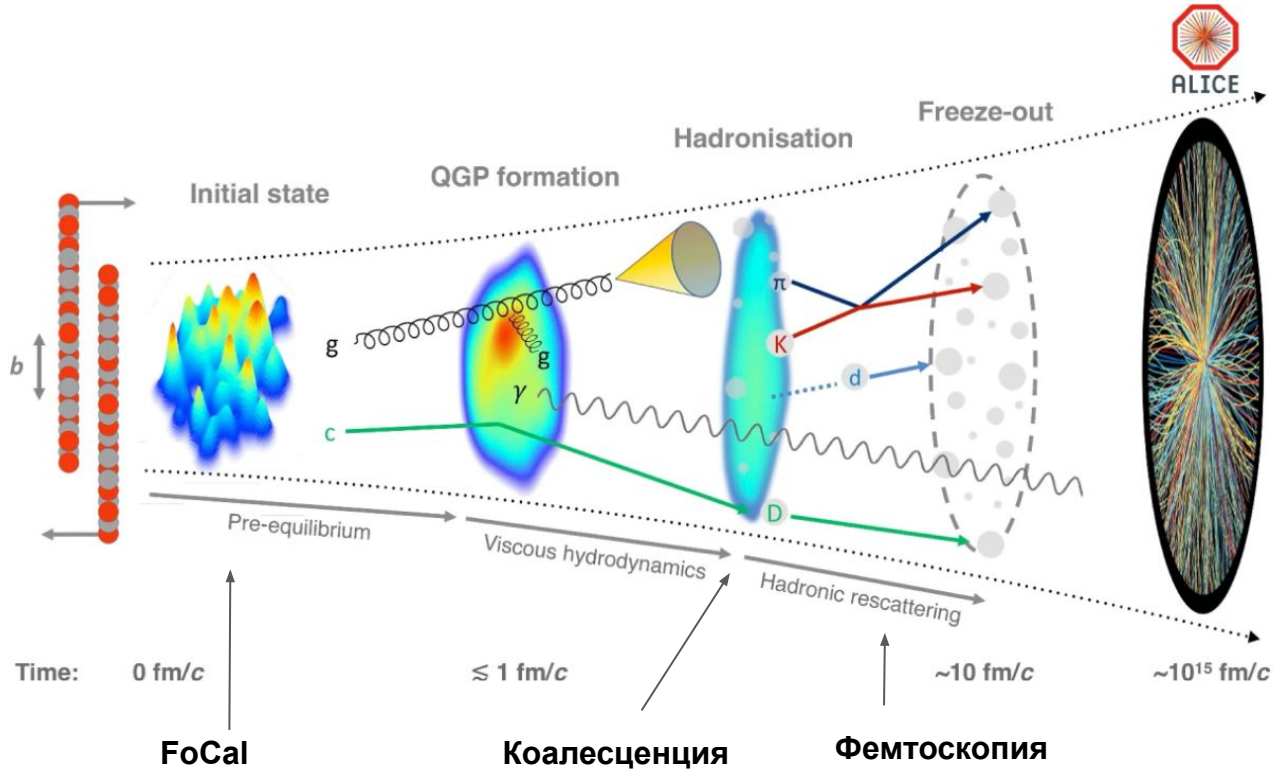 ALICE
Freeze-out
Hadronisation
QGP formation
Initial state
b
g
g
γ
c
π
K
d
D
Pre-equilibrium
Viscous hydrodynamics
Hadronic rescattering
Time: 0 fm/c ≲ 1 fm/c ~10 fm/c ~10¹⁵ fm/c
FoCal Коалесценция Фемтоскопия